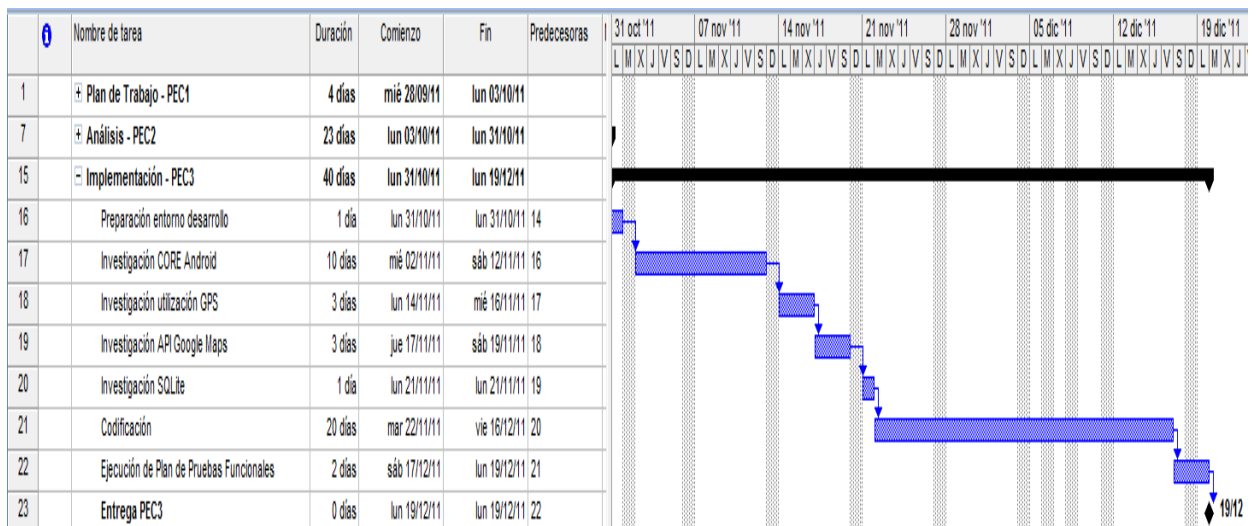 Nombre de tarea Duración Comienzo Fin Predecesoras 31 oct '11 07 nov '11 14 nov '11 21 nov '11 28 nov '11 05 dic '11 12 dic '11 19 dic '11
L M X J V S D L M X J V S D L M X J V S D L M X J V S D L M X J V S D L M X J V S D L M X J V S D L M X J
1 Plan de Trabajo - PEC1 4 días mié 28/09/11 lun 03/10/11
7 Análisis - PEC2 23 días lun 03/10/11 lun 31/10/11
15 Implementación - PEC3 40 días lun 31/10/11 lun 19/12/11
16 Preparación entorno desarrollo 1 día lun 31/10/11 lun 31/10/11 14
17 Investigación CORE Android 10 días mié 02/11/11 sáb 12/11/11 16
18 Investigación utilización GPS 3 días lun 14/11/11 mié 16/11/11 17
19 Investigación API Google Maps 3 días jue 17/11/11 sáb 19/11/11 18
20 Investigación SQLite 1 día lun 21/11/11 lun 21/11/11 19
21 Codificación 20 días mar 22/11/11 vie 16/12/11 20
22 Ejecución de Plan de Pruebas Funcionales 2 días sáb 17/12/11 lun 19/12/11 21
23 Entrega PEC3 0 días lun 19/12/11 lun 19/12/11 22 19/12